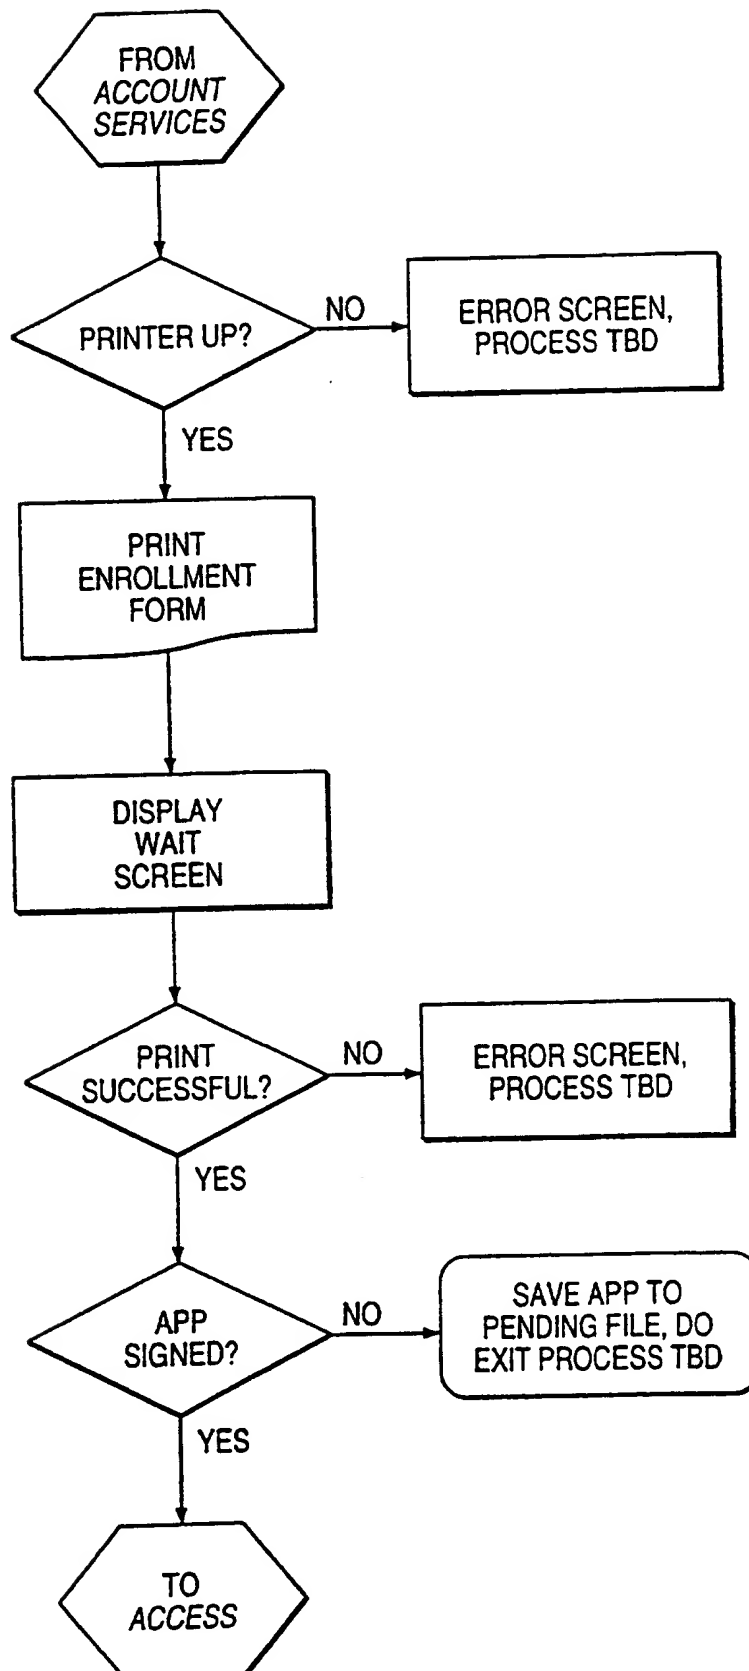 FROM
ACCOUNT
SERVICES
PRINTER UP?
NO
ERROR SCREEN,
PROCESS TBD
YES
PRINT
ENROLLMENT
FORM
DISPLAY
WAIT
SCREEN
PRINT
SUCCESSFUL?
NO
ERROR SCREEN,
PROCESS TBD
YES
APP
SIGNED?
NO
SAVE APP TO
PENDING FILE, DO
EXIT PROCESS TBD
YES
TO
ACCESS